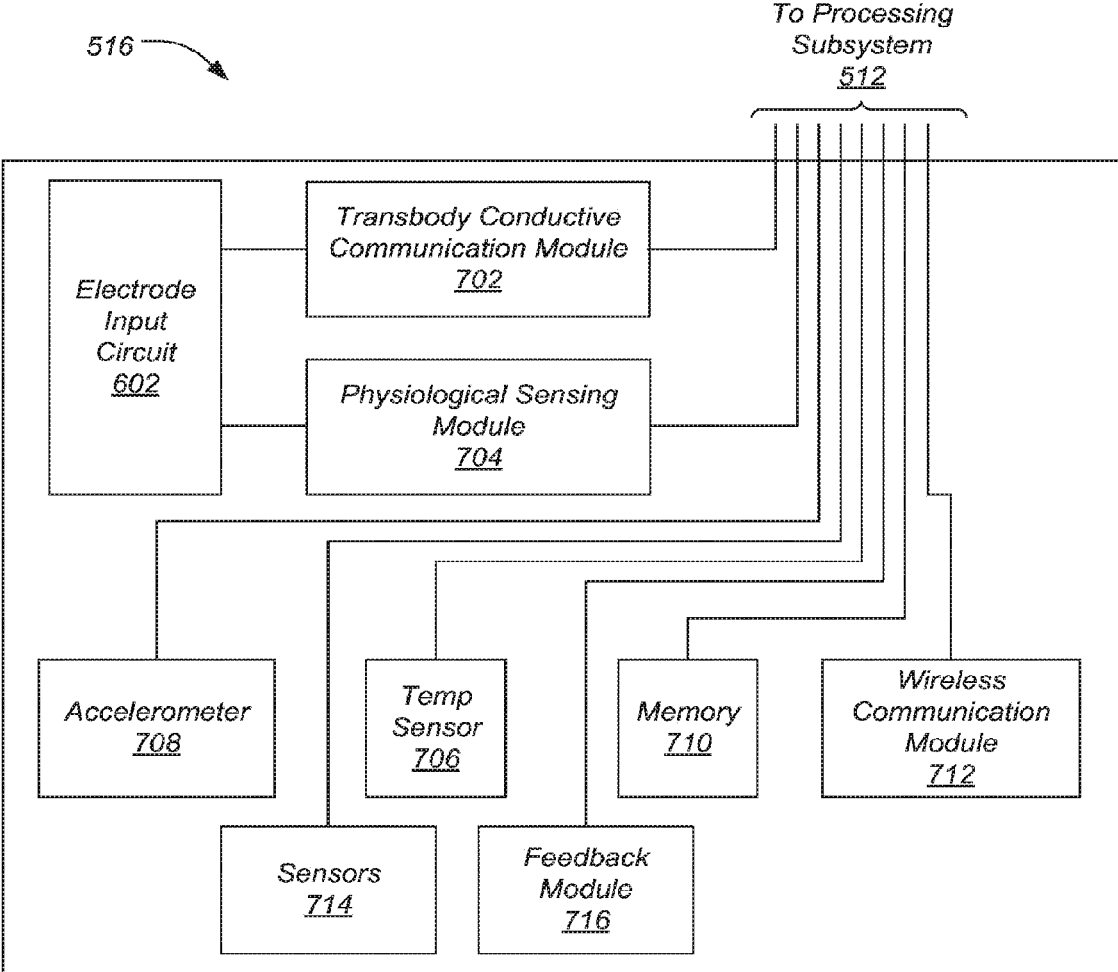 516
To Processing
Subsystem
512
Electrode
Input
Circuit
602
Transbody Conductive
Communication Module
702
Physiological Sensing
Module
704
Accelerometer
708
Temp
Sensor
706
Memory
710
Wireless
Communication
Module
712
Sensors
714
Feedback
Module
716